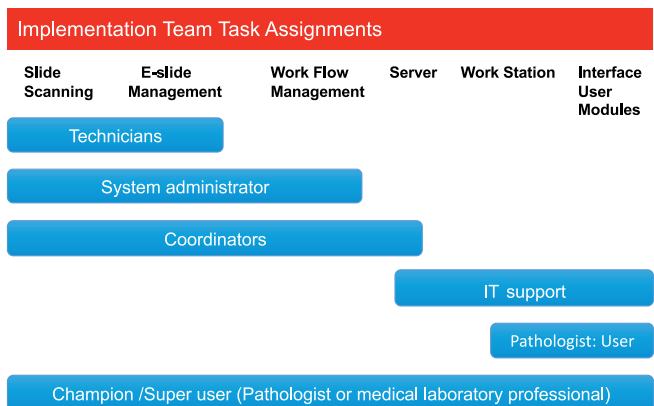 Implementation Team Task Assignments
Slide Scanning
E-slide Management
Work Flow Management
Server
Work Station
Interface User Modules
Technicians
System administrator
Coordinators
IT support
Pathologist: User
Champion /Super user (Pathologist or medical laboratory professional)